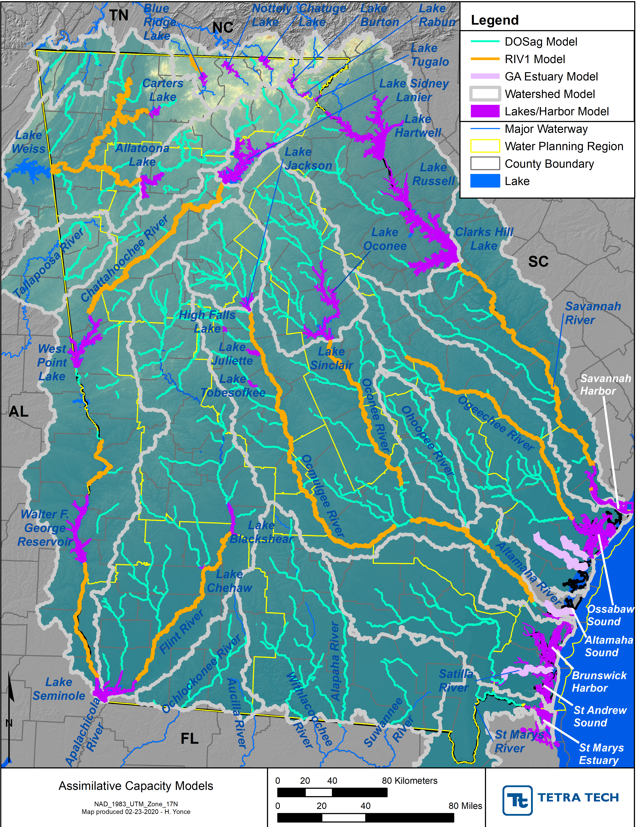 TN
NC
Blue
Ridge
Lake
Nottely
Lake
Chatuge
Lake
Lake
Burton
Lake
Rabun
Lake
Tugalo
Lake Sidney
Lanier
Carters
Lake
Lake
Hartwell
Lake
Weiss
Allatoona
Lake
Lake
Jackson
Lake
Russell
Lake
Oconee
Clarks Hill
Lake
SC
Tallapoosa River
Chattahoochee River
Savannah
River
High Falls
Lake
Lake
Juliette
Lake
Tobesofkee
Lake
Sinclair
West
Point
Lake
Savannah
Harbor
AL
Oconee River
Ohoopee River
Ogeechee River
Ocmulgee River
Walter F.
George
Reservoir
Lake
Blackshear
Lake
Chehaw
Altamaha River
Ossabaw
Sound
Altamaha
Sound
Flint River
Ochlockonee River
Aucilla River
Withlacoochee
River
Alapaha River
Suwannee
River
Satilla
River
Brunswick
Harbor
St Andrew
Sound
St Marys
River
St Marys
Estuary
Lake
Seminole
Apalachicola
River
FL
N
Legend
DOSag Model
RIV1 Model
GA Estuary Model
Watershed Model
Lakes/Harbor Model
Major Waterway
Water Planning Region
County Boundary
Lake
Assimilative Capacity Models
NAD_1983_UTM_Zone_17N
Map produced 02-23-2020 - H. Yonce
0 20 40 80 Kilometers
0 20 40 80 Miles
Tt
TETRA TECH